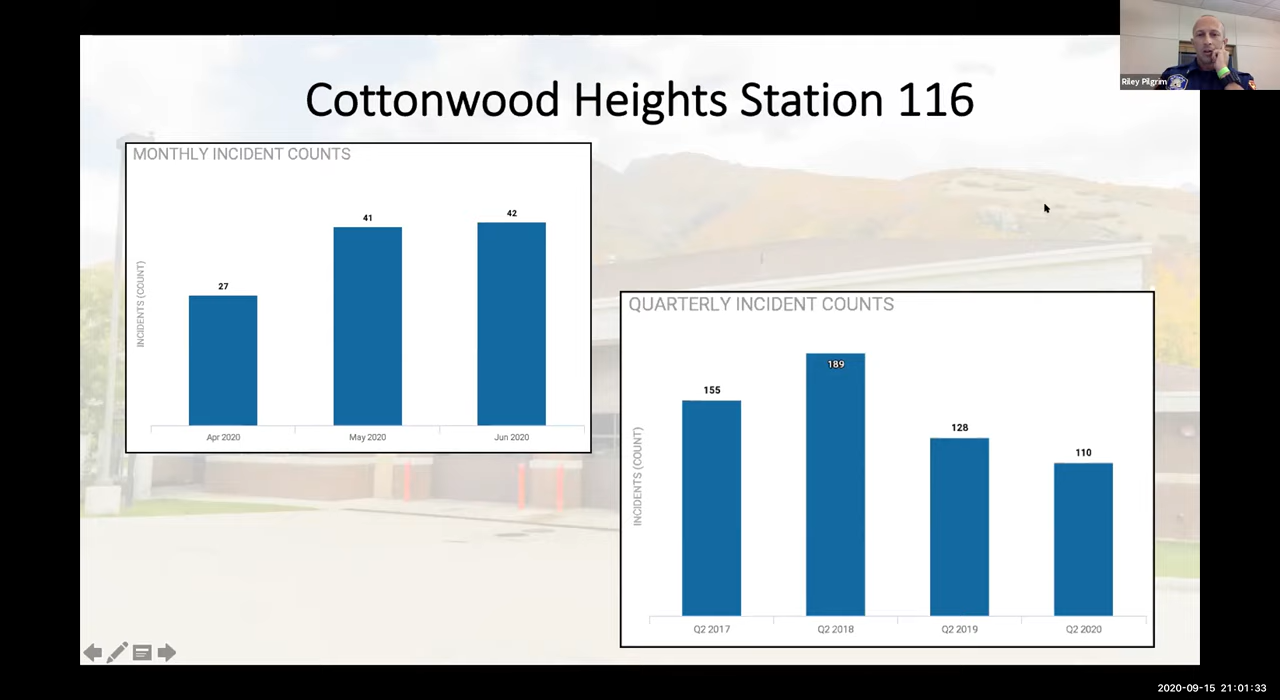 Cottonwood Heights Station 116
Riley Pilgrim
MONTHLY INCIDENT COUNTS
INCIDENTS (COUNT)
27
41
42
Apr 2020
May 2020
Jun 2020
QUARTERLY INCIDENT COUNTS
INCIDENTS (COUNT)
155
189
128
110
Q2 2017
Q2 2018
Q2 2019
Q2 2020
2020-09-15 21:01:33